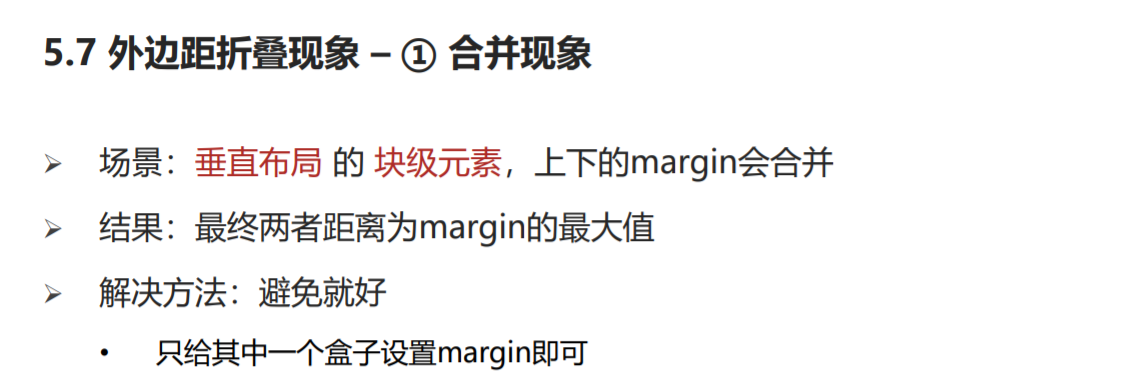 5.7 外边距折叠现象 – ① 合并现象
➢ 场景：垂直布局 的 块级元素，上下的margin会合并
➢ 结果：最终两者距离为margin的最大值
➢ 解决方法：避免就好
• 只给其中一个盒子设置margin即可